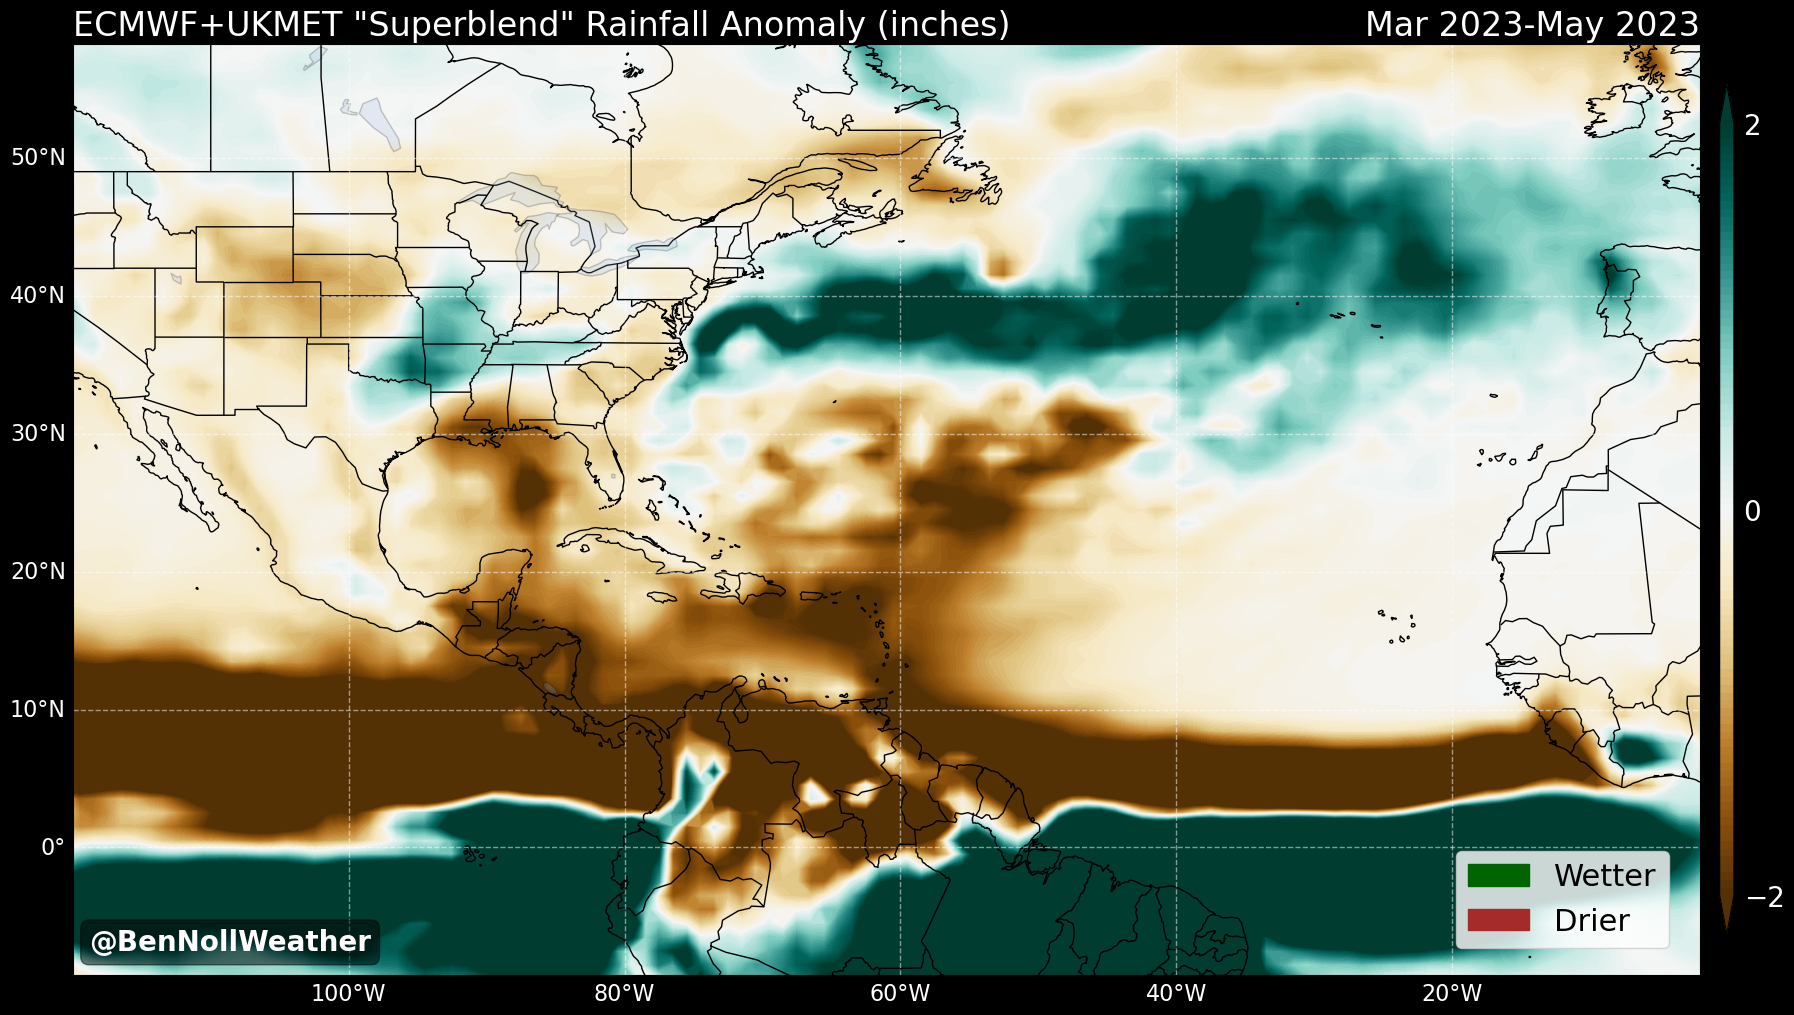 ECMWF+UKMET "Superblend" Rainfall Anomaly (inches)
Mar 2023-May 2023
50°N
40°N
30°N
20°N
10°N
0°
100°W
80°W
60°W
40°W
20°W
2
0
−2
Wetter
Drier
@BenNollWeather